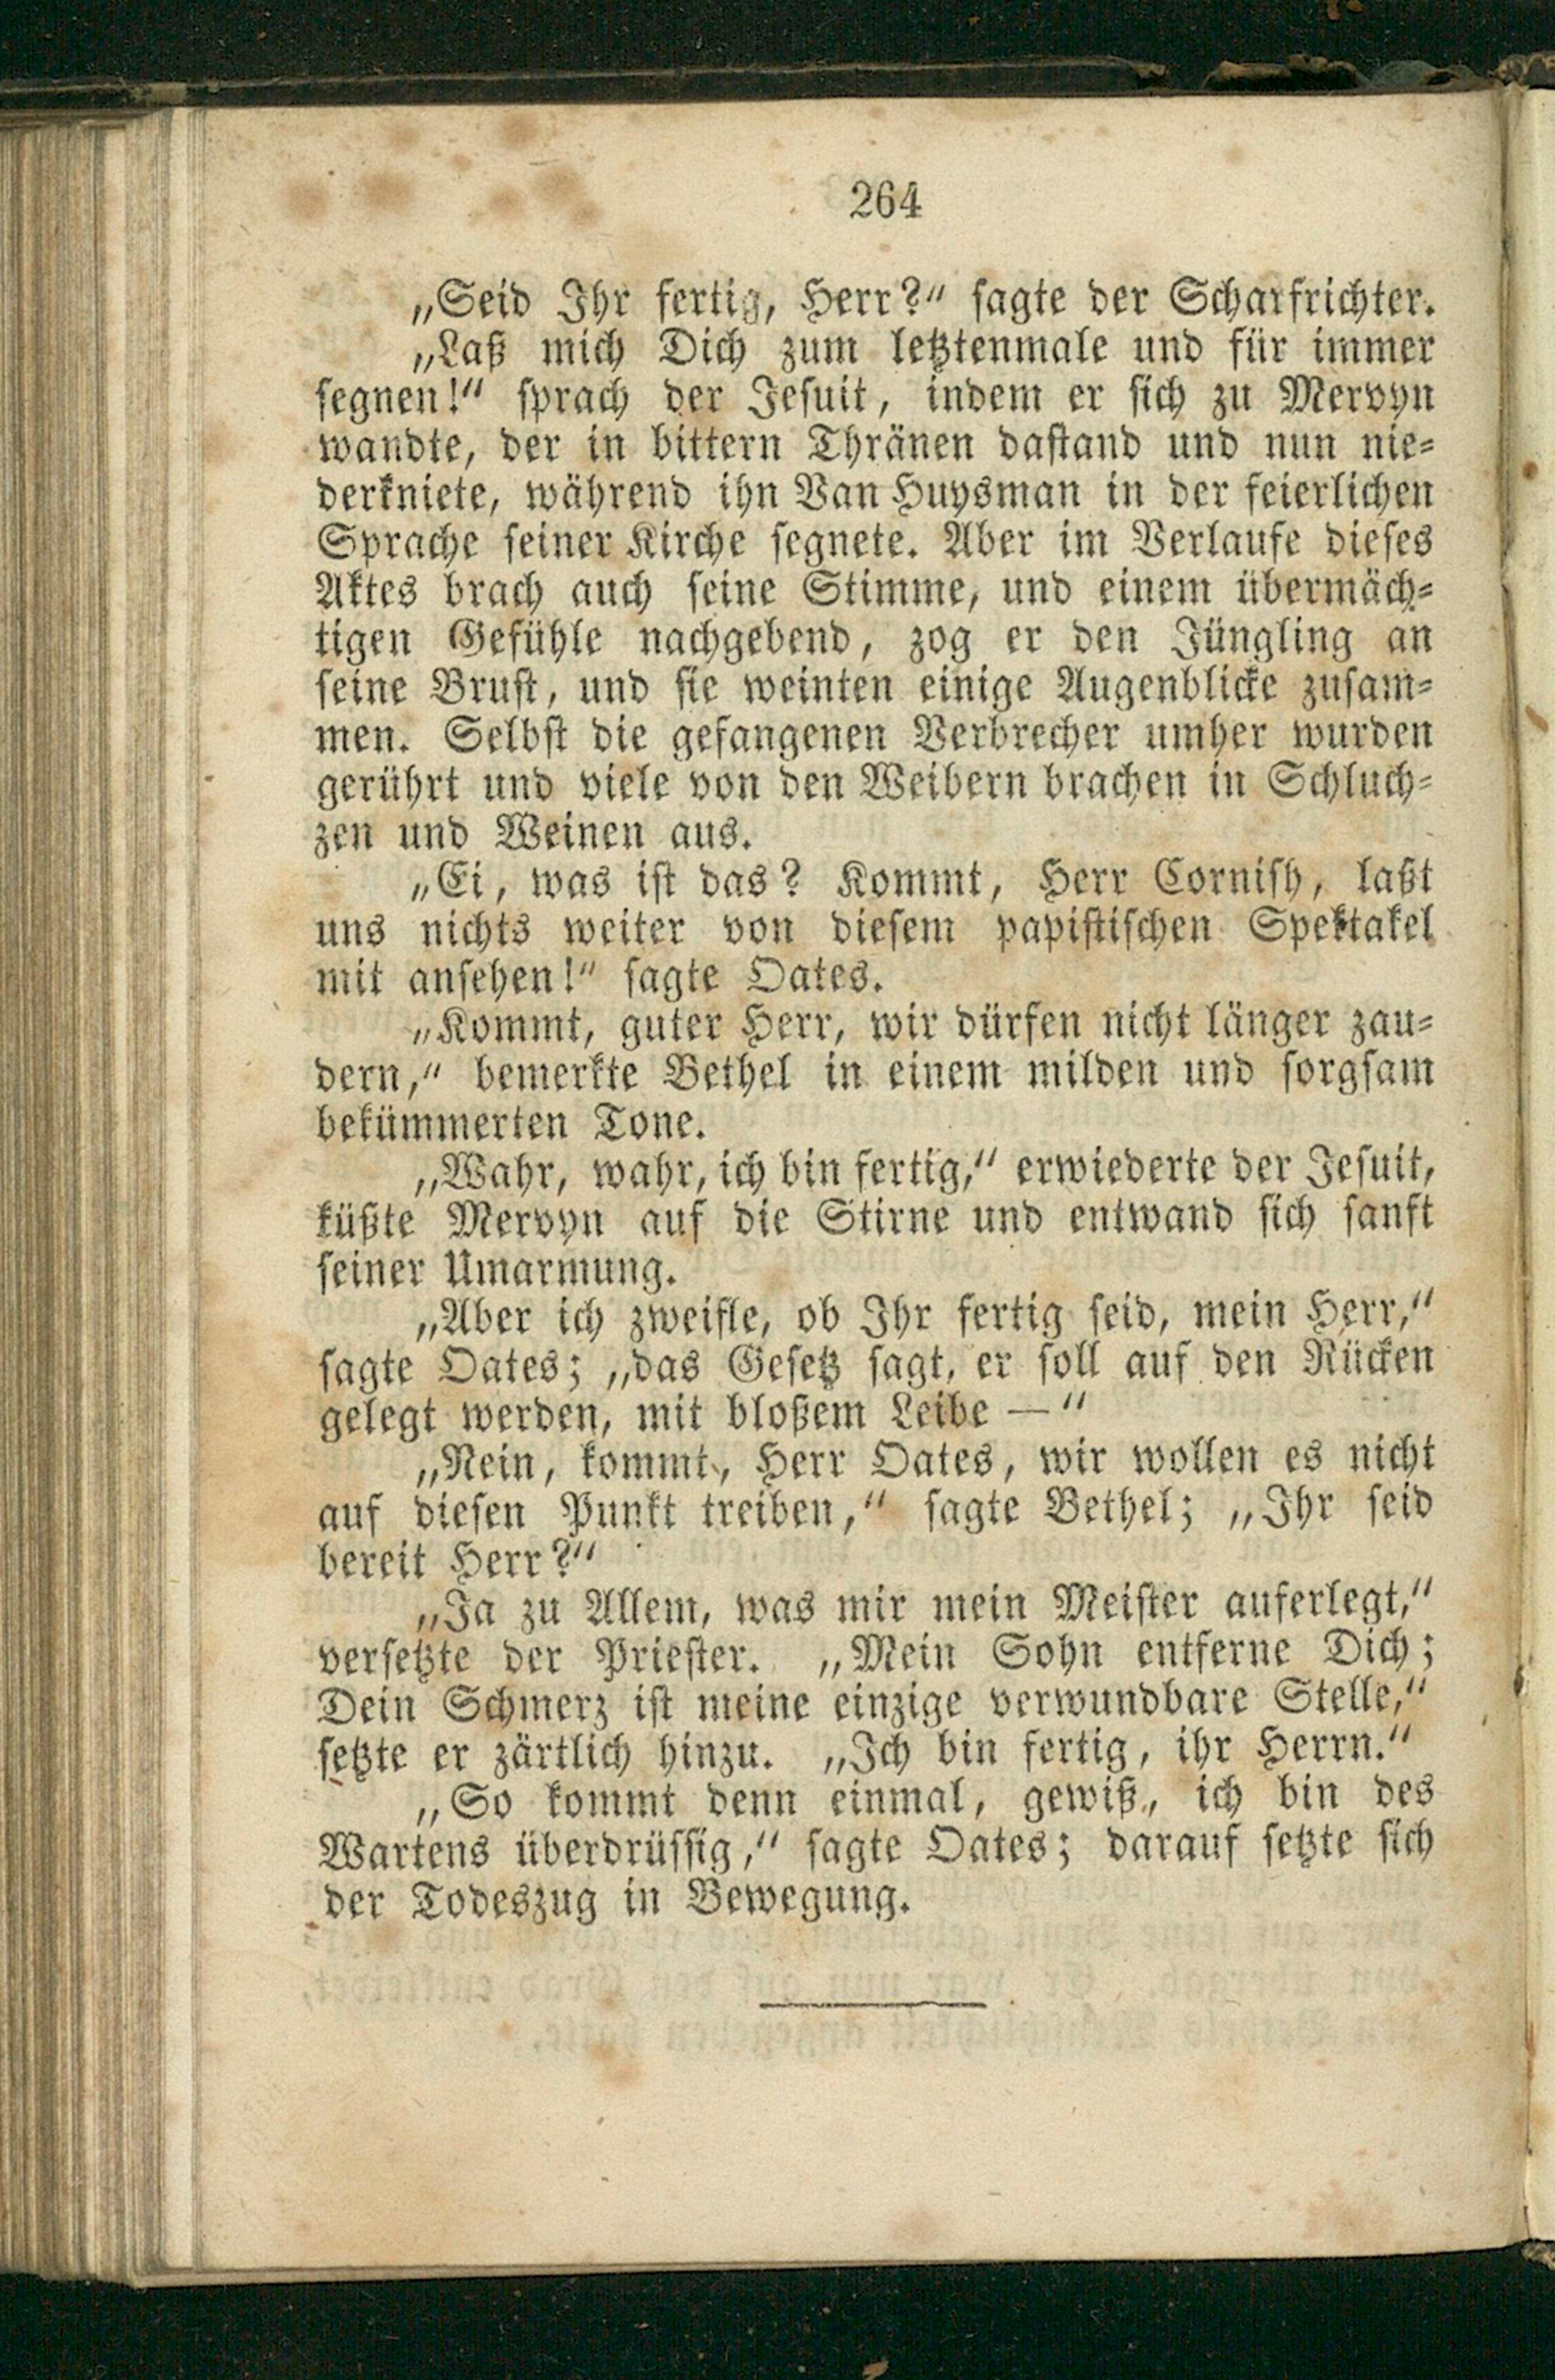 264
„Seid Ihr fertig, Herr?“ sagte der Scharfrichter.
„Laß mich Dich zum letztenmale und für immer
segnen!“ sprach der Jesuit, indem er sich zu Mervyn
wandte, der in bittern Thränen dastand und nun nie-
derkniete, während ihn Van Huysman in der feierlichen
Sprache seiner Kirche segnete. Aber im Verlaufe dieses
Aktes brach auch seine Stimme, und einem übermäch-
tigen Gefühle nachgebend, zog er den Jüngling an
seine Brust, und sie weinten einige Augenblicke zusam-
men. Selbst die gefangenen Verbrecher umher wurden
gerührt und viele von den Weibern brachen in Schluch-
zen und Weinen aus.
„Ei, was ist das? Kommt, Herr Cornish, laßt
uns nichts weiter von diesem papistischen Spektakel
mit ansehen!“ sagte Oates.
„Kommt, guter Herr, wir dürfen nicht länger zau-
dern,“ bemerkte Bethel in einem milden und sorgsam
bekümmerten Tone.
„Wahr, wahr, ich bin fertig,“ erwiederte der Jesuit,
küßte Mervyn auf die Stirne und entwand sich sanft
seiner Umarmung.
„Aber ich zweifle, ob Ihr fertig seid, mein Herr,“
sagte Oates; „das Gesetz sagt, er soll auf den Rücken
gelegt werden, mit bloßem Leibe —“
„Nein, kommt, Herr Oates, wir wollen es nicht
auf diesen Punkt treiben,“ sagte Bethel; „Ihr seid
bereit Herr?“
„Ja zu Allem, was mir mein Meister auferlegt,“
versetzte der Priester. „Mein Sohn entferne Dich;
Dein Schmerz ist meine einzige verwundbare Stelle,“
setzte er zärtlich hinzu. „Ich bin fertig, ihr Herrn.“
„So kommt denn einmal, gewiß, ich bin des
Wartens überdrüssig,“ sagte Oates; darauf setzte sich
der Todeszug in Bewegung.